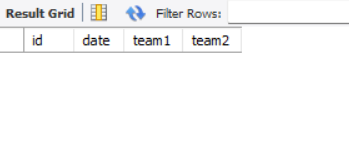 Result Grid Filter Rows:
id date team1 team2